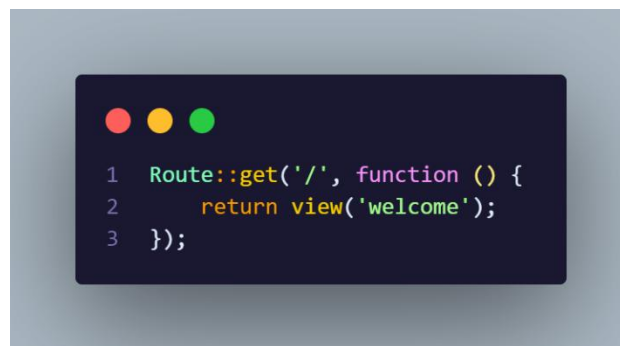 1 Route::get('/', function () {
2     return view('welcome');
3 });